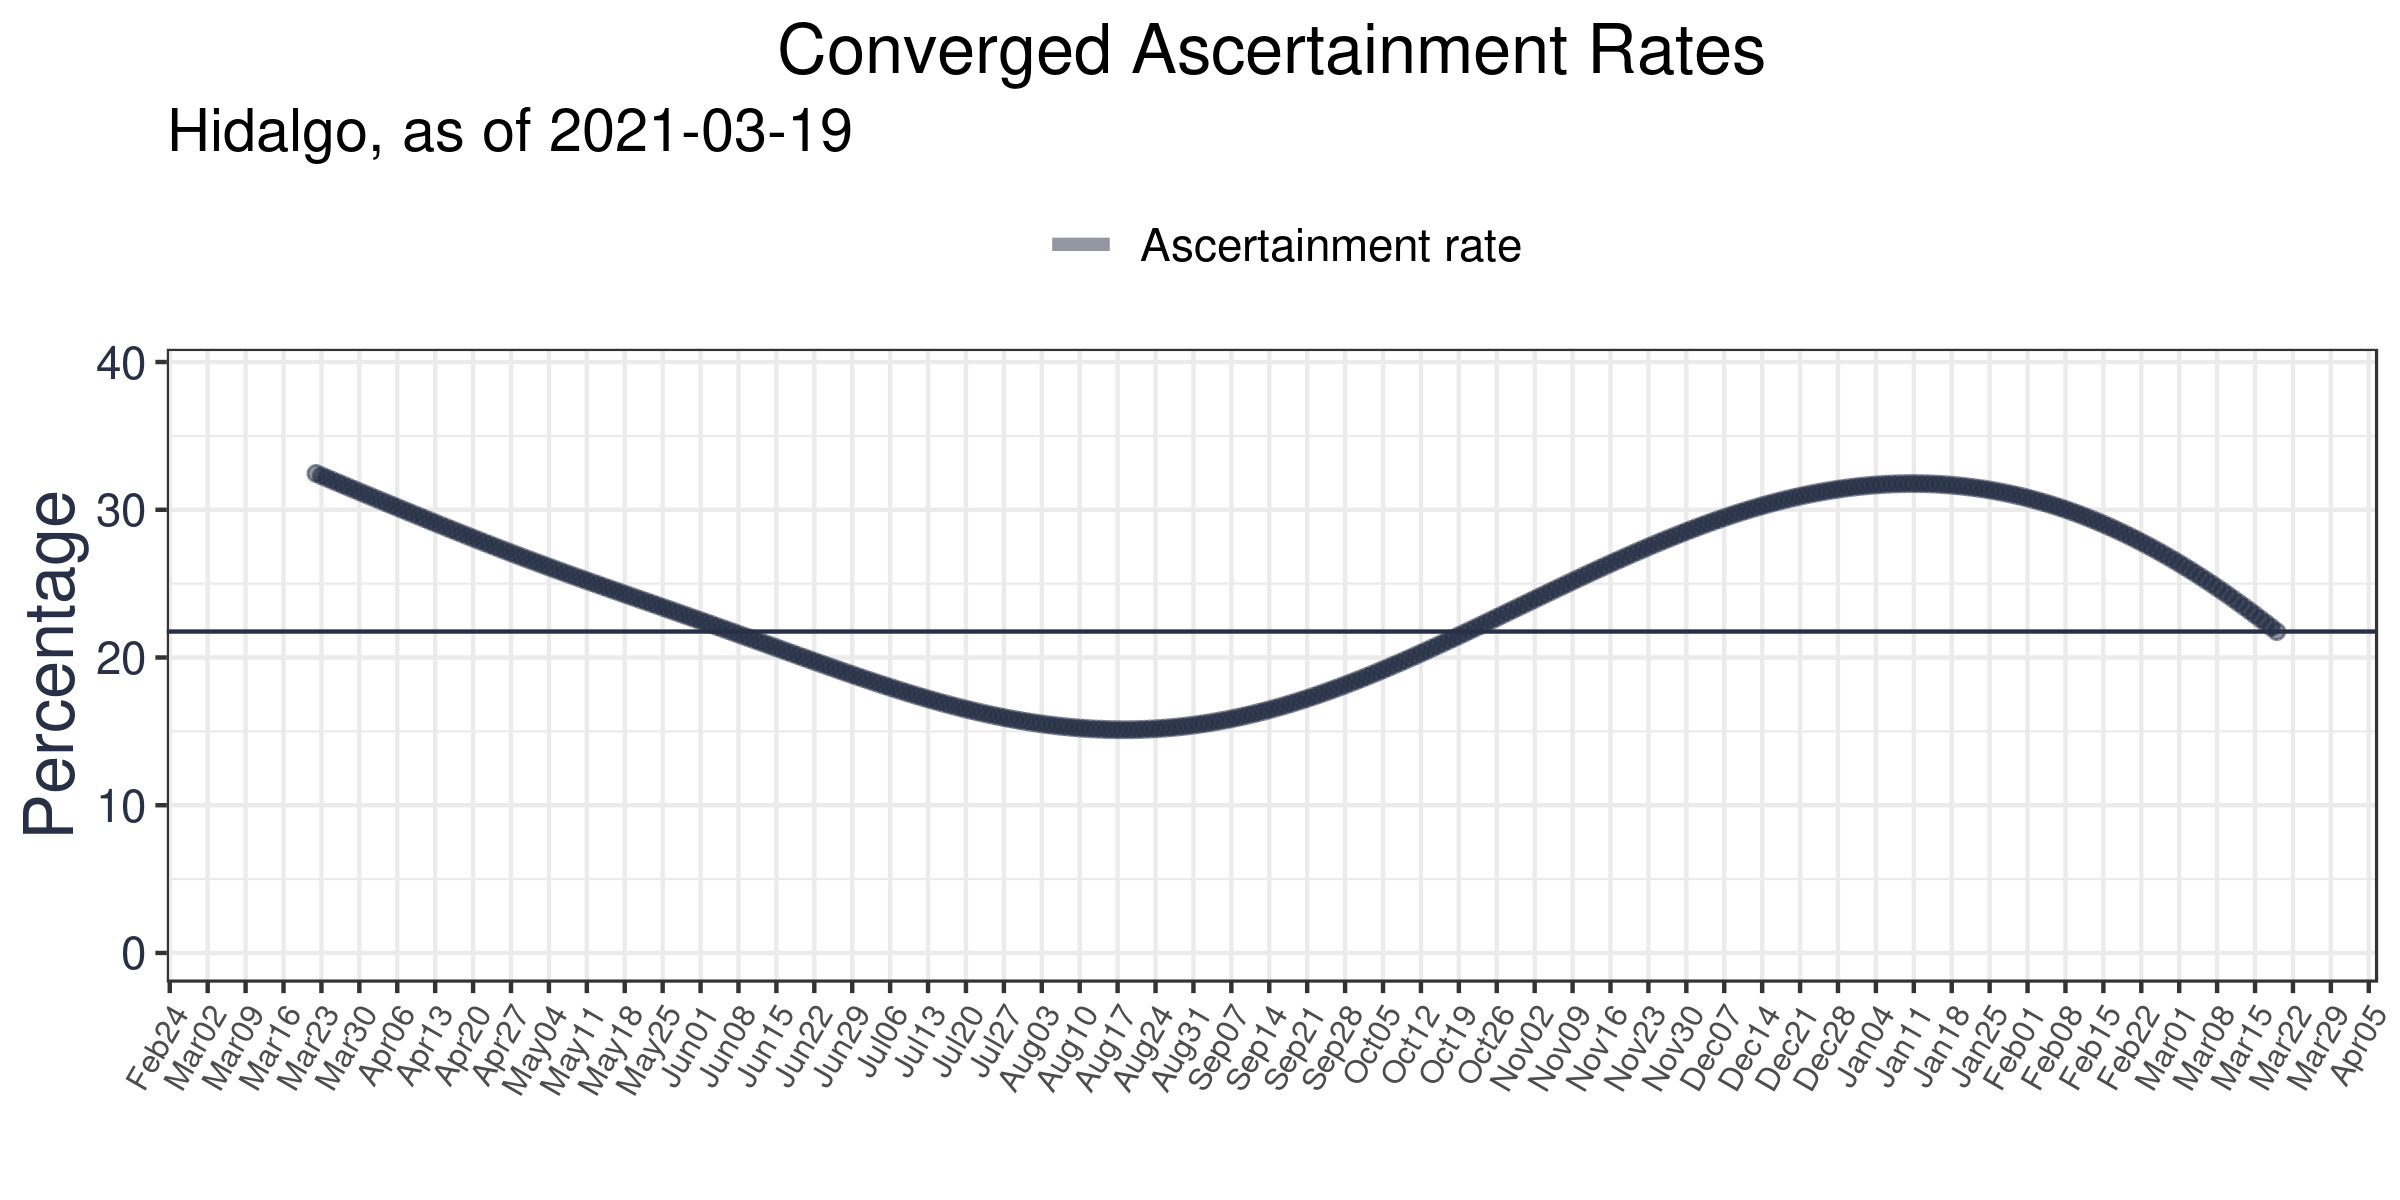 Converged Ascertainment Rates
Hidalgo, as of 2021-03-19
Ascertainment rate
Percentage
40
30
20
10
0
Feb24 Mar02 Mar09 Mar16 Mar23 Mar30 Apr06 Apr13 Apr20 Apr27 May04 May11 May18 May25 Jun01 Jun08 Jun15 Jun22 Jun29 Jul06 Jul13 Jul20 Jul27 Aug03 Aug10 Aug17 Aug24 Aug31 Sep07 Sep14 Sep21 Sep28 Oct05 Oct12 Oct19 Oct26 Nov02 Nov09 Nov16 Nov23 Nov30 Dec07 Dec14 Dec21 Dec28 Jan04 Jan11 Jan18 Jan25 Feb01 Feb08 Feb15 Feb22 Mar01 Mar08 Mar15 Mar22 Mar29 Apr05